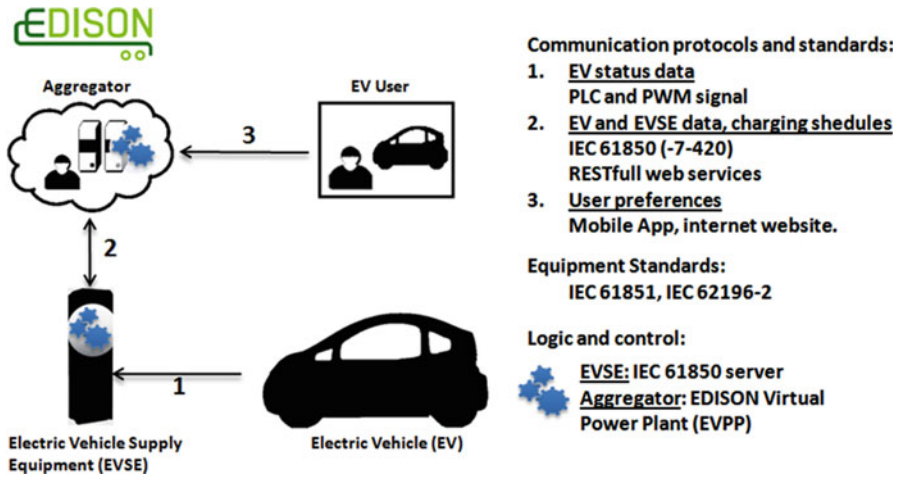 EDISON
Aggregator
EV User
3
2
1
Electric Vehicle Supply
Equipment (EVSE)
Electric Vehicle (EV)
Communication protocols and standards:
1. EV status data
PLC and PWM signal
2. EV and EVSE data, charging shedules
IEC 61850 (-7-420)
RESTfull web services
3. User preferences
Mobile App, internet website.
Equipment Standards:
IEC 61851, IEC 62196-2
Logic and control:
EVSE: IEC 61850 server
Aggregator: EDISON Virtual
Power Plant (EVPP)